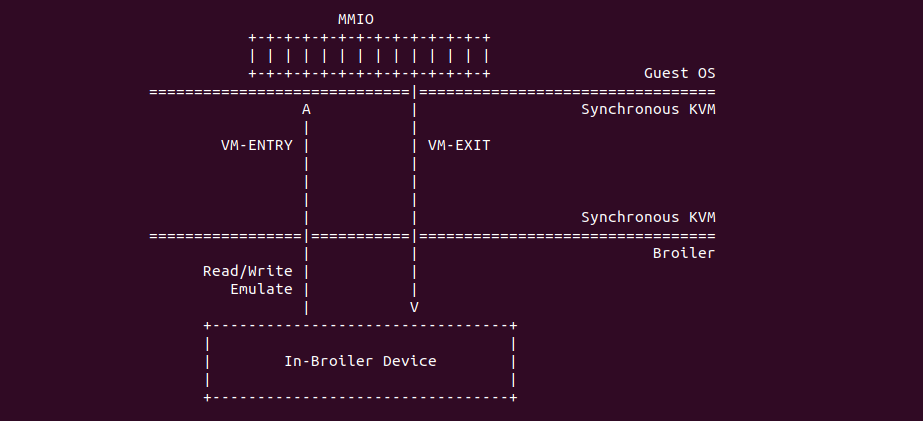 MMIO
Guest OS
Synchronous KVM
VM-ENTRY VM-EXIT
Synchronous KVM
Broiler
Read/Write
Emulate
In-Broiler Device